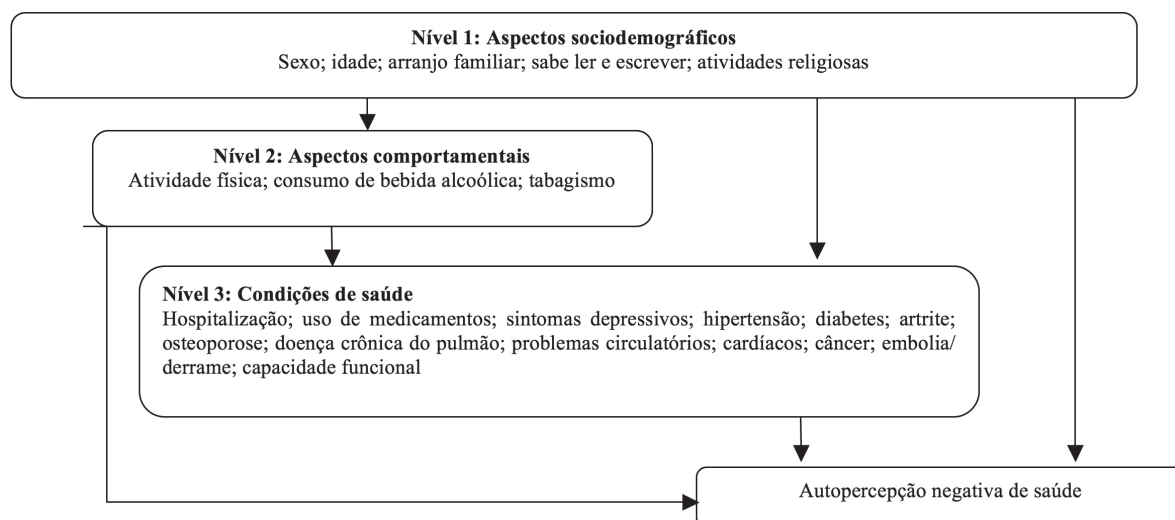 Nível 1: Aspectos sociodemográficos
Sexo; idade; arranjo familiar; sabe ler e escrever; atividades religiosas
Nível 2: Aspectos comportamentais
Atividade física; consumo de bebida alcoólica; tabagismo
Nível 3: Condições de saúde
Hospitalização; uso de medicamentos; sintomas depressivos; hipertensão; diabetes; artrite;
osteoporose; doença crônica do pulmão; problemas circulatórios; cardíacos; câncer; embolia/
derrame; capacidade funcional
Autopercepção negativa de saúde